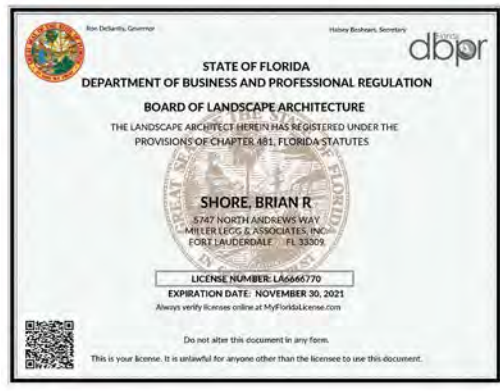 Ron DeSantis, Governor
Halsey Beshears, Secretary
Florida
dbpr
STATE OF FLORIDA
DEPARTMENT OF BUSINESS AND PROFESSIONAL REGULATION
BOARD OF LANDSCAPE ARCHITECTURE
THE LANDSCAPE ARCHITECT HEREIN HAS REGISTERED UNDER THE
PROVISIONS OF CHAPTER 481, FLORIDA STATUTES
SHORE, BRIAN R
5747 NORTH ANDREWS WAY
MILLER LEGG & ASSOCIATES, INC.
FORT LAUDERDALE FL 33309
LICENSE NUMBER: LA6666770
EXPIRATION DATE: NOVEMBER 30, 2021
Always verify licenses online at MyFloridaLicense.com
Do not alter this document in any form.
This is your license. It is unlawful for anyone other than the licensee to use this document.